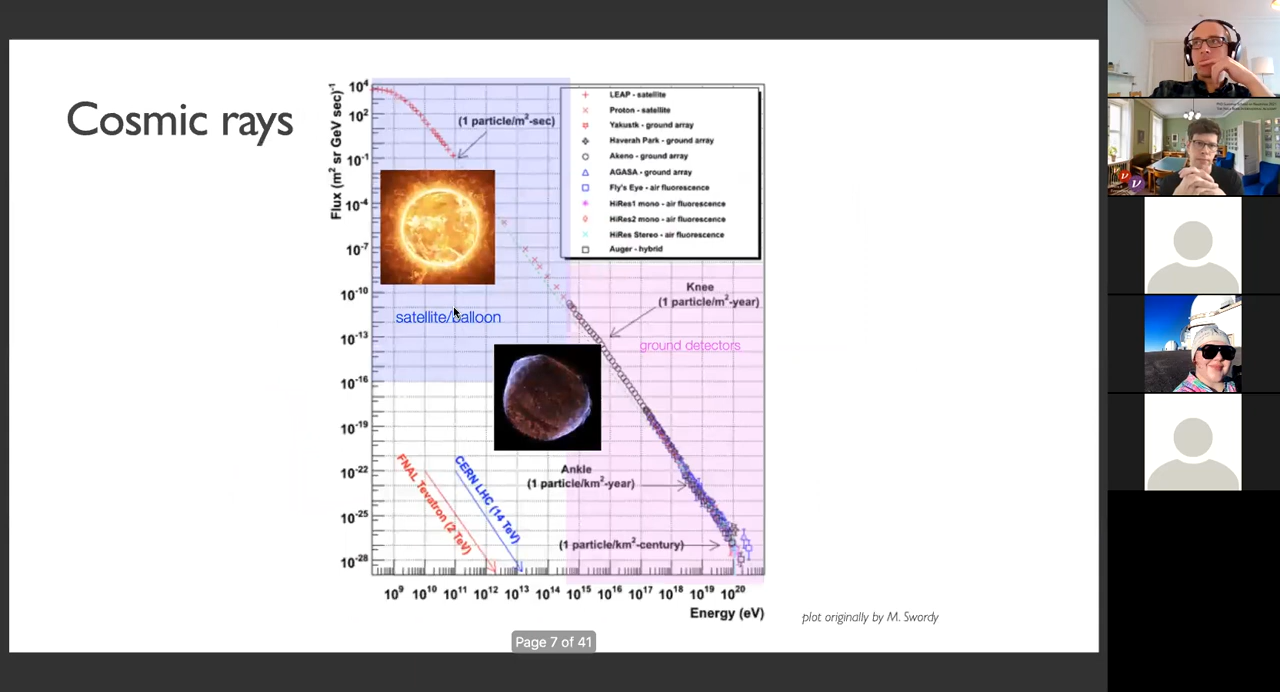 Cosmic rays
Flux (m² sr GeV sec)⁻¹
10⁴
10²
10⁻¹
10⁻⁴
10⁻⁷
10⁻¹⁰
10⁻¹³
10⁻¹⁶
10⁻¹⁹
10⁻²²
10⁻²⁵
10⁻²⁸
(1 particle/m²-sec)
LEAP - satellite
Proton - satellite
Yakustk - ground array
Haverah Park - ground array
Akeno - ground array
AGASA - ground array
Fly's Eye - air fluorescence
HiRes1 mono - air fluorescence
HiRes2 mono - air fluorescence
HiRes Stereo - air fluorescence
Auger - hybrid
Knee
(1 particle/m²-year)
satellite/balloon
ground detectors
Ankle
(1 particle/km²-year)
FNAL Tevatron (2 TeV)
CERN LHC (14 TeV)
(1 particle/km²-century)
10⁹ 10¹⁰ 10¹¹ 10¹² 10¹³ 10¹⁴ 10¹⁵ 10¹⁶ 10¹⁷ 10¹⁸ 10¹⁹ 10²⁰
Energy (eV)
plot originally by M. Swordy
Page 7 of 41